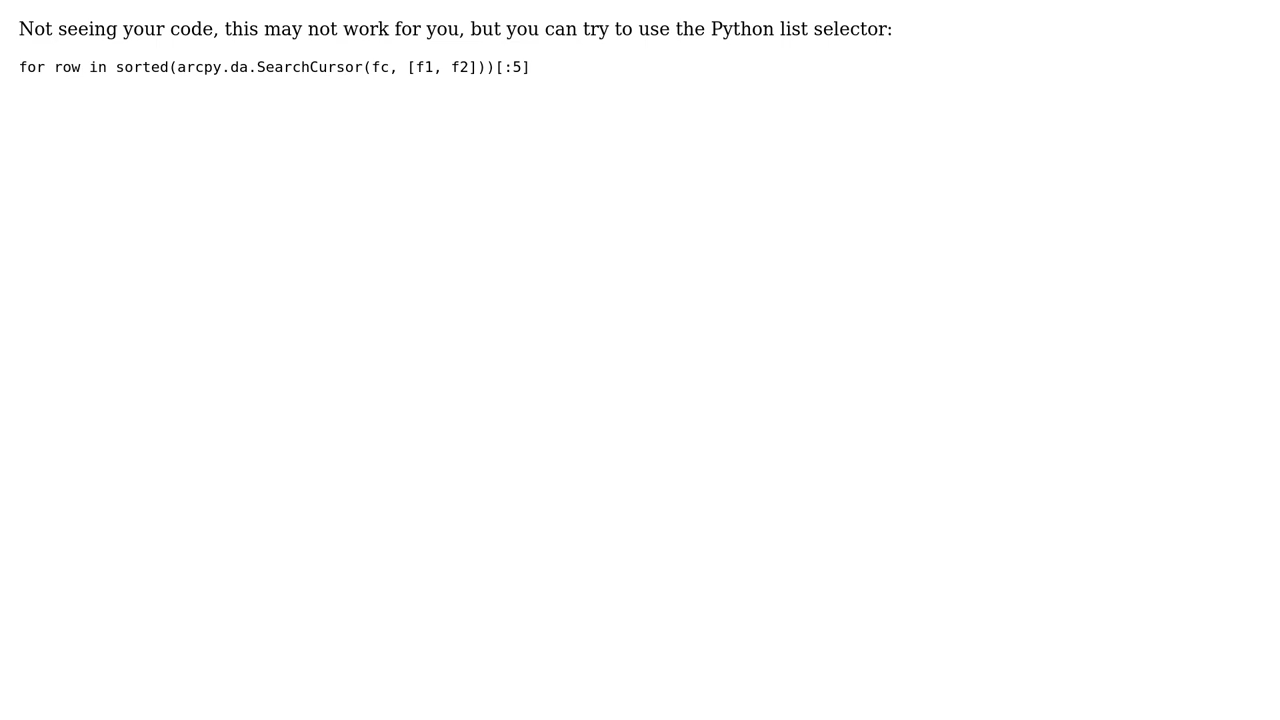 Not seeing your code, this may not work for you, but you can try to use the Python list selector:
for row in sorted(arcpy.da.SearchCursor(fc, [f1, f2]))[:5]